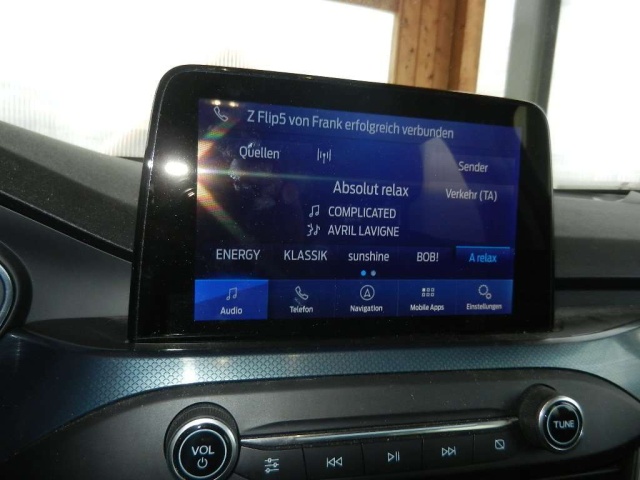 Z Flip5 von Frank erfolgreich verbunden
Quellen
Sender
Absolut relax
Verkehr (TA)
COMPLICATED
AVRIL LAVIGNE
ENERGY KLASSIK sunshine BOB! A relax
Audio Telefon Navigation Mobile Apps Einstellungen
VOL
TUNE